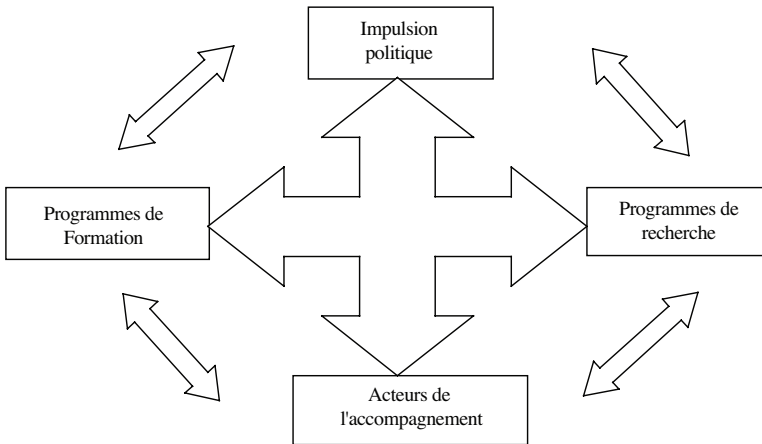 Impulsion
politique
Programmes de
Formation
Programmes de
recherche
Acteurs de
l'accompagnement